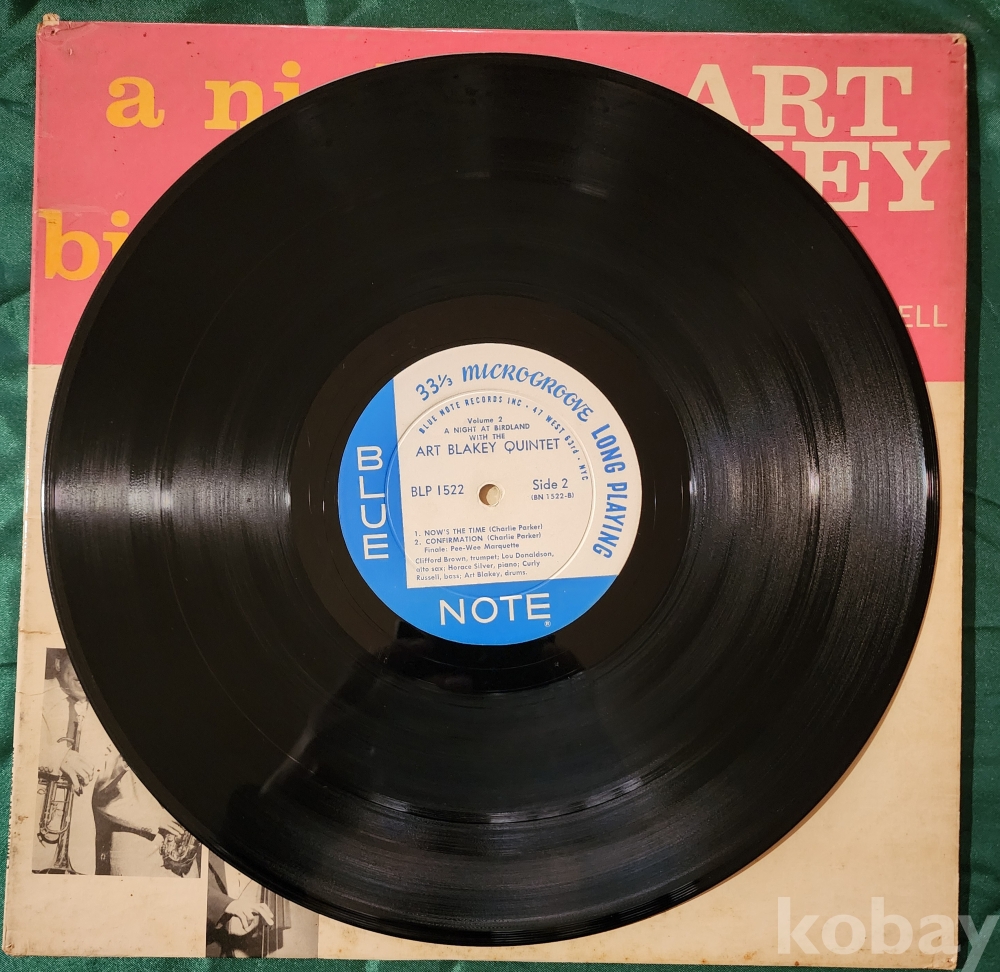 a ni
ART
KEY
bi
ELL
33⅓ MICROGROOVE LONG PLAYING
BLUE NOTE RECORDS INC • 47 WEST 63rd • NYC
Volume 2
A NIGHT AT BIRDLAND
WITH THE
ART BLAKEY QUINTET
BLP 1522
Side 2
(BN 1522-B)
1. NOW'S THE TIME (Charlie Parker)
2. CONFIRMATION (Charlie Parker)
Finale: Pee-Wee Marquette
Clifford Brown, trumpet; Lou Donaldson,
alto sax; Horace Silver, piano; Curly
Russell, bass; Art Blakey, drums.
BLUE
NOTE®
kobay